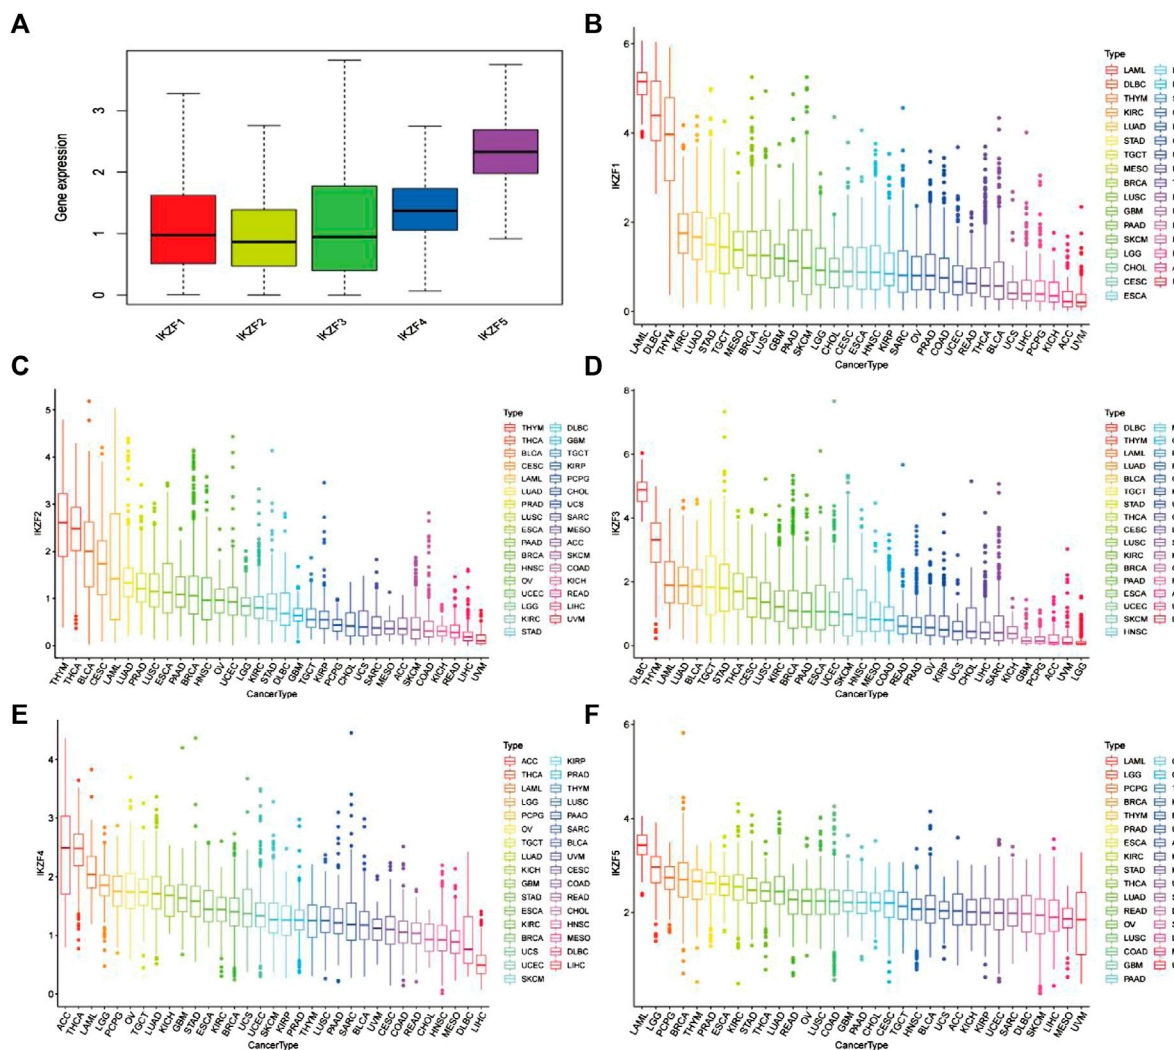 A
Gene expression
3
2
1
0
IKZF1
IKZF2
IKZF3
IKZF4
IKZF5
B
IKZF1
6
4
2
0
LAML
DLBC
THYM
KIRC
LUAD
STAD
TGCT
MESO
BRCA
LUSC
GBM
PAAD
SKCM
LGG
CHOL
CESC
ESCA
HNSC
KIRP
SARC
OV
PRAD
COAD
UCEC
READ
THCA
BLCA
UCS
LIHC
PCPG
KICH
ACC
UVM
CancerType
Type
LAML
DLBC
THYM
KIRC
LUAD
STAD
TGCT
MESO
BRCA
LUSC
GBM
PAAD
SKCM
LGG
CHOL
CESC
ESCA
C
IKZF2
5
4
3
2
1
0
THYM
THCA
BLCA
CESC
LAML
LUAD
PRAD
LUSC
ESCA
PAAD
BRCA
HNSC
OV
UCEC
LGG
KIRC
STAD
DLBC
GBM
TGCT
KIRP
PCPG
CHOL
UCS
SARC
MESO
ACC
SKCM
COAD
KICH
READ
LIHC
UVM
CancerType
Type
THYM DLBC
THCA GBM
BLCA TGCT
CESC KIRP
LAML PCPG
LUAD CHOL
PRAD UCS
LUSC SARC
ESCA MESO
PAAD ACC
BRCA SKCM
HNSC COAD
OV KICH
UCEC READ
LGG LIHC
KIRC UVM
STAD
D
IKZF3
8
6
4
2
0
DLBC
THYM
LAML
LUAD
BLCA
TGCT
STAD
THCA
CESC
LUSC
KIRC
BRCA
PAAD
ESCA
UCEC
SKCM
HNSC
MESO
COAD
READ
PRAD
OV
KIRP
UCS
CHOL
LIHC
SARC
KICH
GBM
PCPG
ACC
UVM
LGG
CancerType
Type
DLBC
THYM
LAML
LUAD
BLCA
TGCT
STAD
THCA
CESC
LUSC
KIRC
BRCA
PAAD
ESCA
UCEC
SKCM
HNSC
E
IKZF4
4
3
2
1
0
ACC
THCA
LAML
LGG
PCPG
OV
TGCT
LUAD
KICH
GBM
STAD
ESCA
KIRC
BRCA
UCS
UCEC
SKCM
KIRP
PRAD
THYM
LUSC
PAAD
SARC
BLCA
UVM
CESC
COAD
READ
CHOL
HNSC
MESO
DLBC
LIHC
CancerType
Type
ACC KIRP
THCA PRAD
LAML THYM
LGG LUSC
PCPG PAAD
OV SARC
TGCT BLCA
LUAD UVM
KICH CESC
GBM COAD
STAD READ
ESCA CHOL
KIRC HNSC
BRCA MESO
UCS DLBC
UCEC LIHC
SKCM
F
IKZF5
6
4
2
LAML
LGG
PCPG
BRCA
THYM
PRAD
ESCA
KIRC
STAD
THCA
LUAD
READ
OV
LUSC
COAD
GBM
PAAD
CHOL
CESC
TGCT
HNSC
BLCA
UCS
ACC
KICH
KIRP
UCEC
SARC
DLBC
SKCM
LIHC
MESO
UVM
CancerType
Type
LAML
LGG
PCPG
BRCA
THYM
PRAD
ESCA
KIRC
STAD
THCA
LUAD
READ
OV
LUSC
COAD
GBM
PAAD